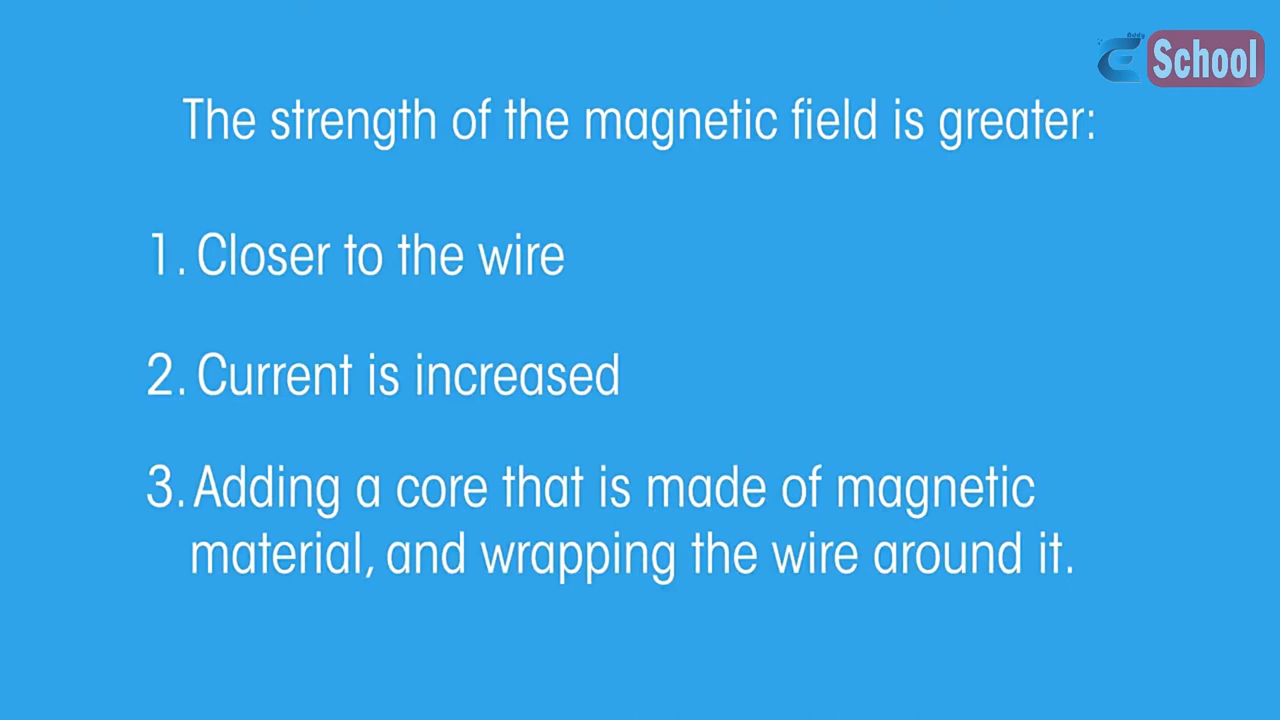 Addy
School
The strength of the magnetic field is greater:
1. Closer to the wire
2. Current is increased
3. Adding a core that is made of magnetic
material, and wrapping the wire around it.